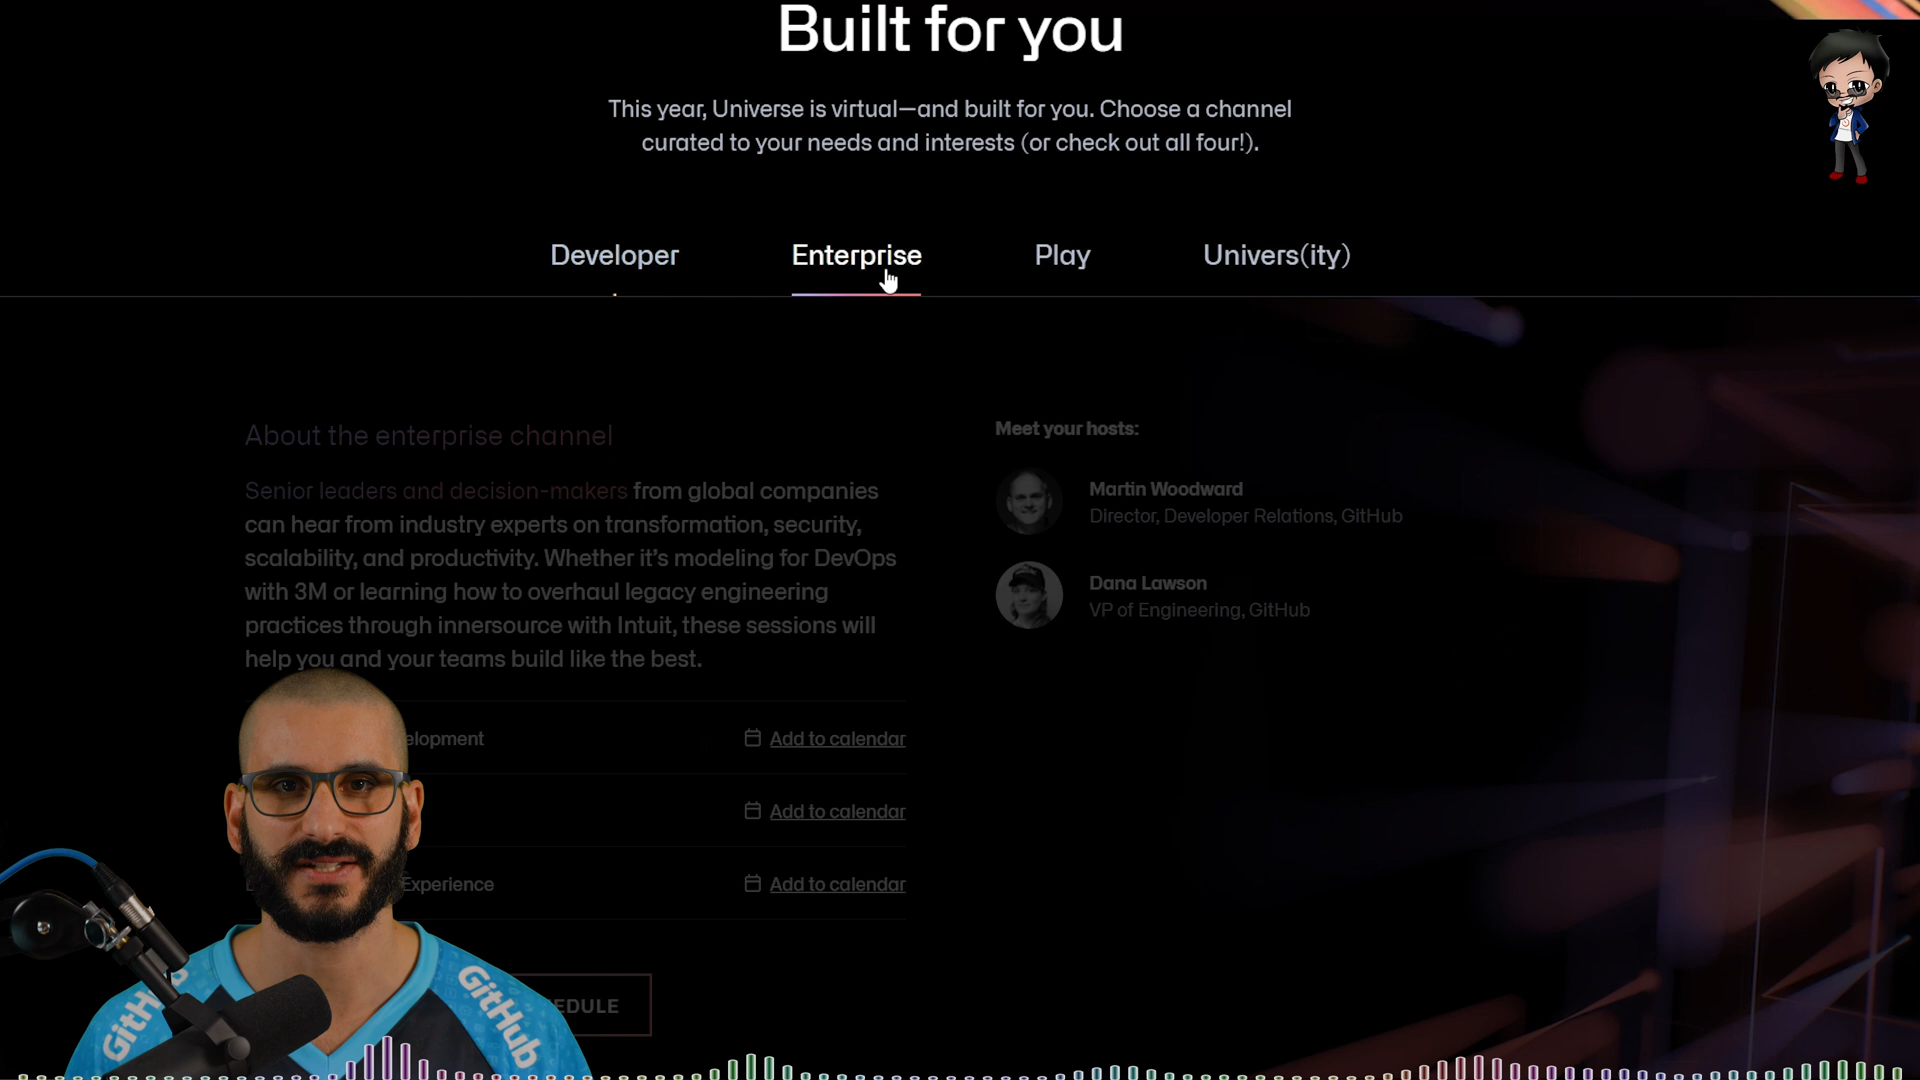 Built for you
This year, Universe is virtual—and built for you. Choose a channel
curated to your needs and interests (or check out all four!).
Developer
Enterprise
Play
Univers(ity)
About the enterprise channel
Senior leaders and decision-makers from global companies
can hear from industry experts on transformation, security,
scalability, and productivity. Whether it's modeling for DevOps
with 3M or learning how to overhaul legacy engineering
practices through innersource with Intuit, these sessions will
help you and your teams build like the best.
Meet your hosts:
Martin Woodward
Director, Developer Relations, GitHub
Dana Lawson
VP of Engineering, GitHub
elopment
Add to calendar
Add to calendar
Experience
Add to calendar
EDULE
GitHub
GitHub